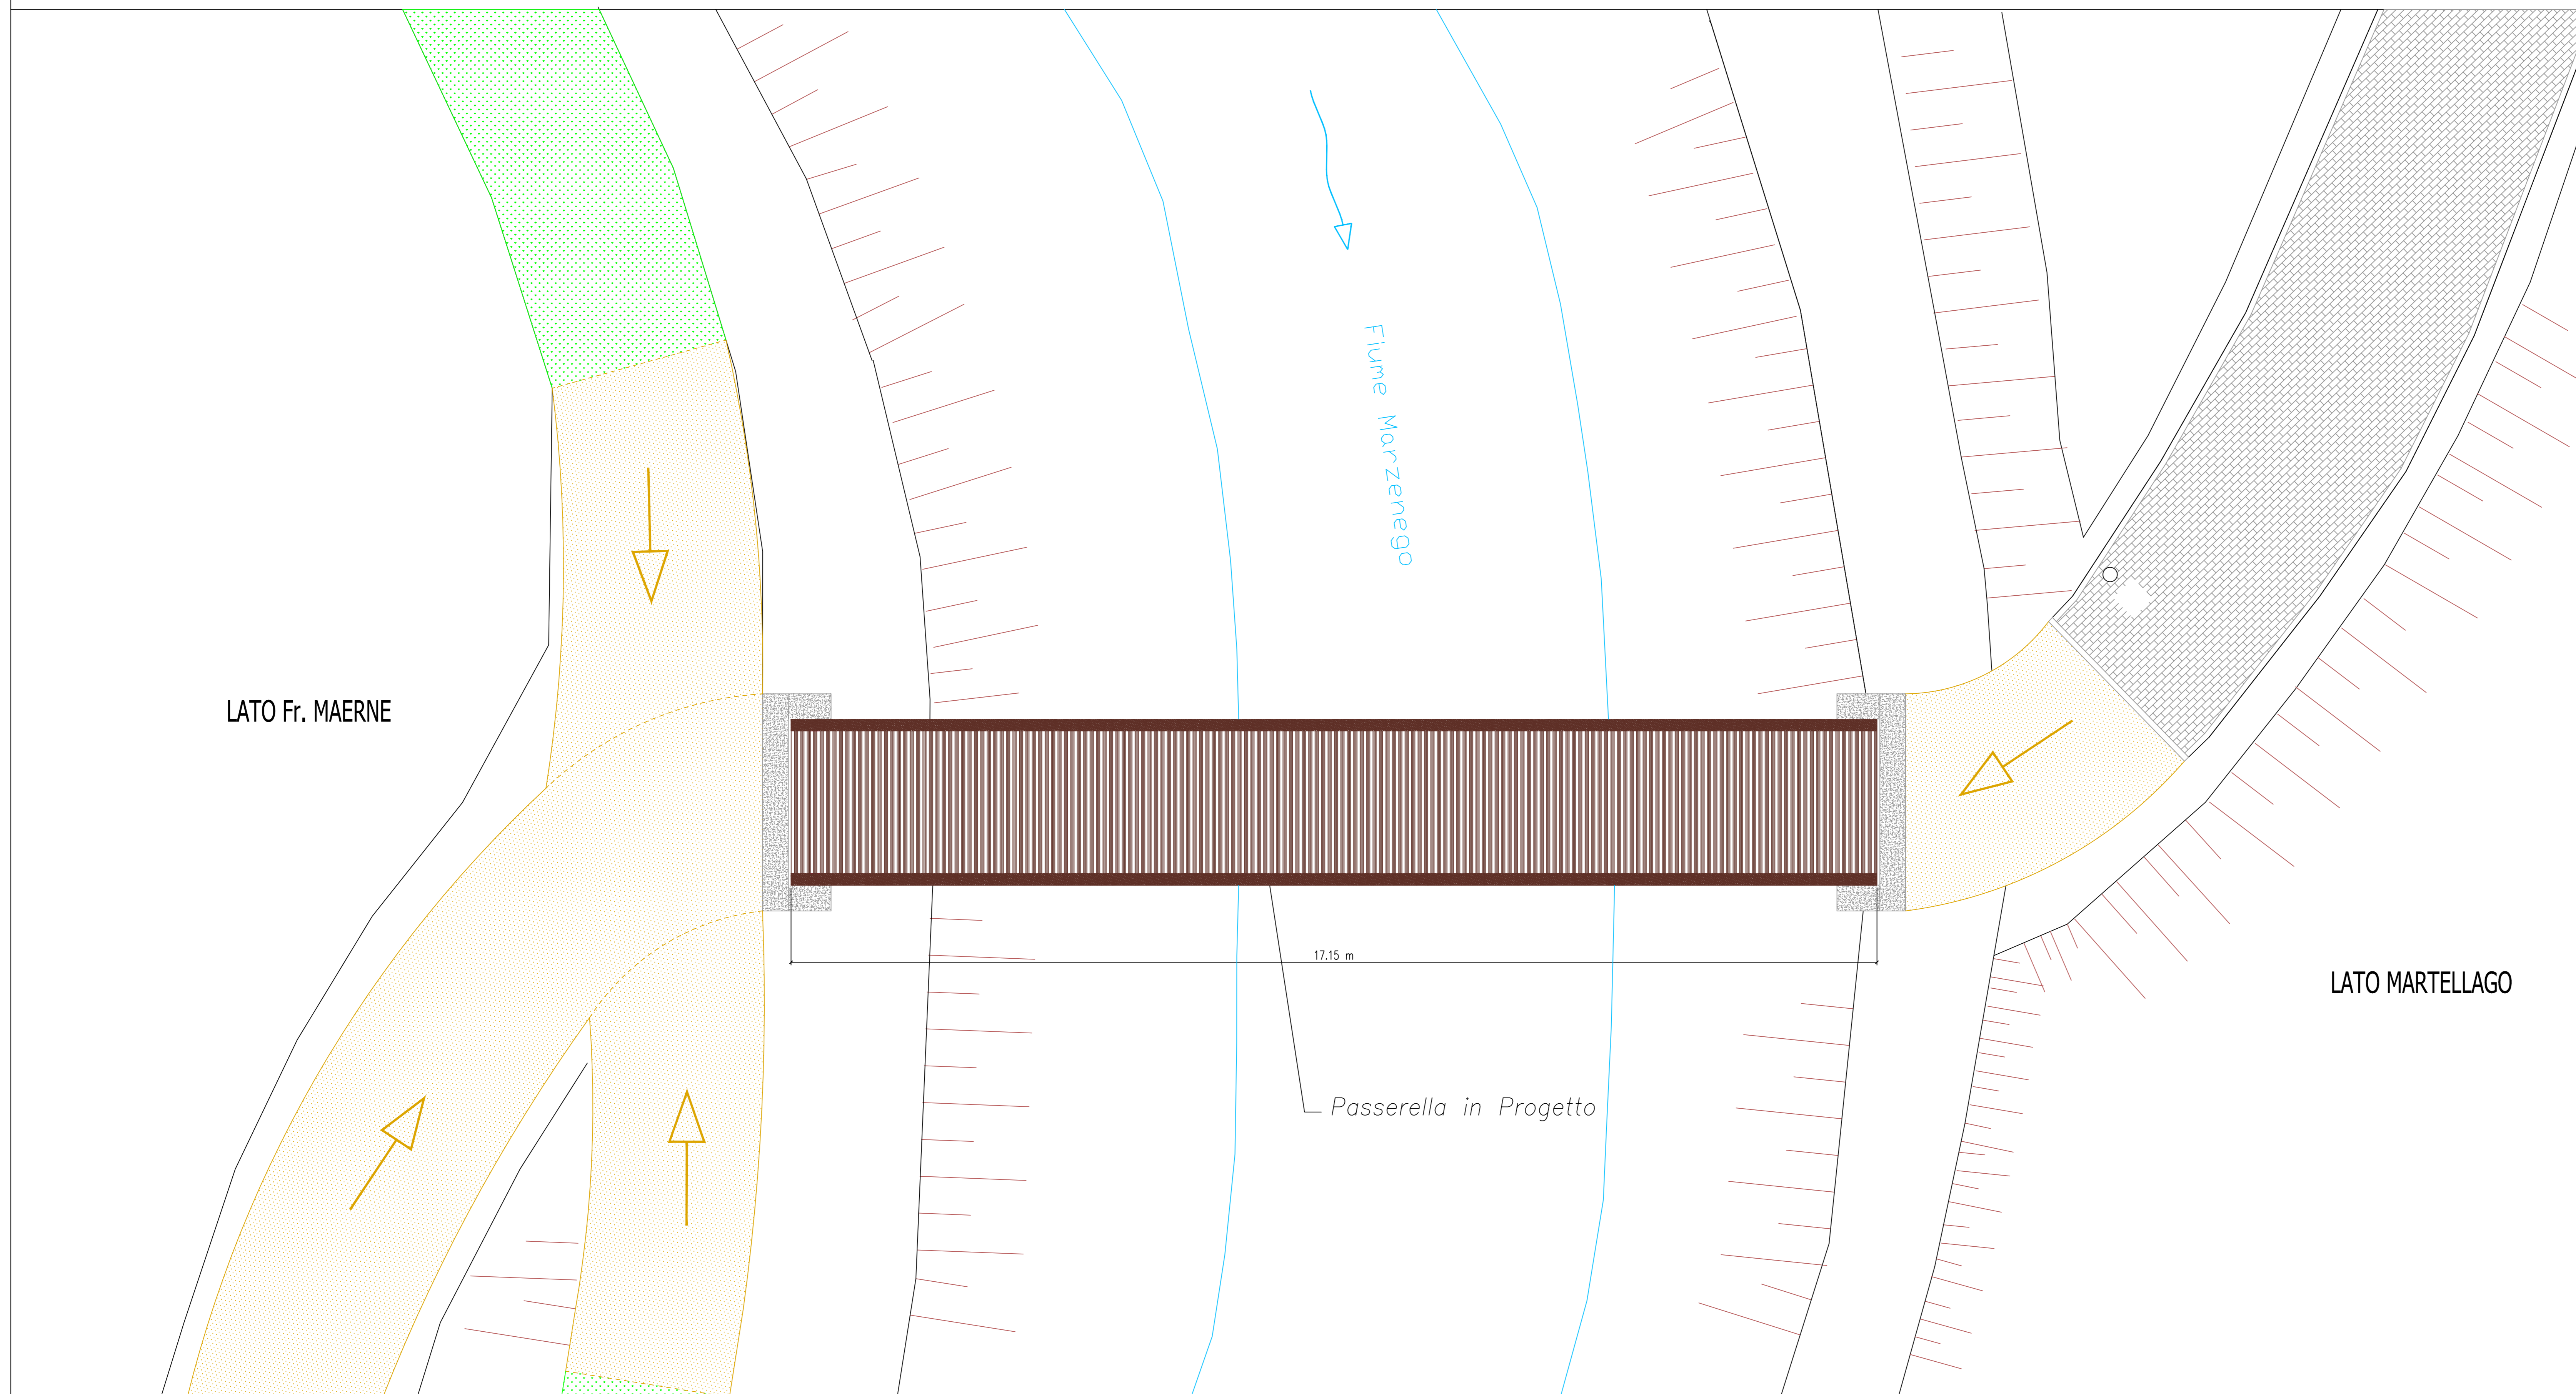 Fiume Marzenego
LATO Fr. MAERNE
17.15 m
LATO MARTELLAGO
Passerella in Progetto